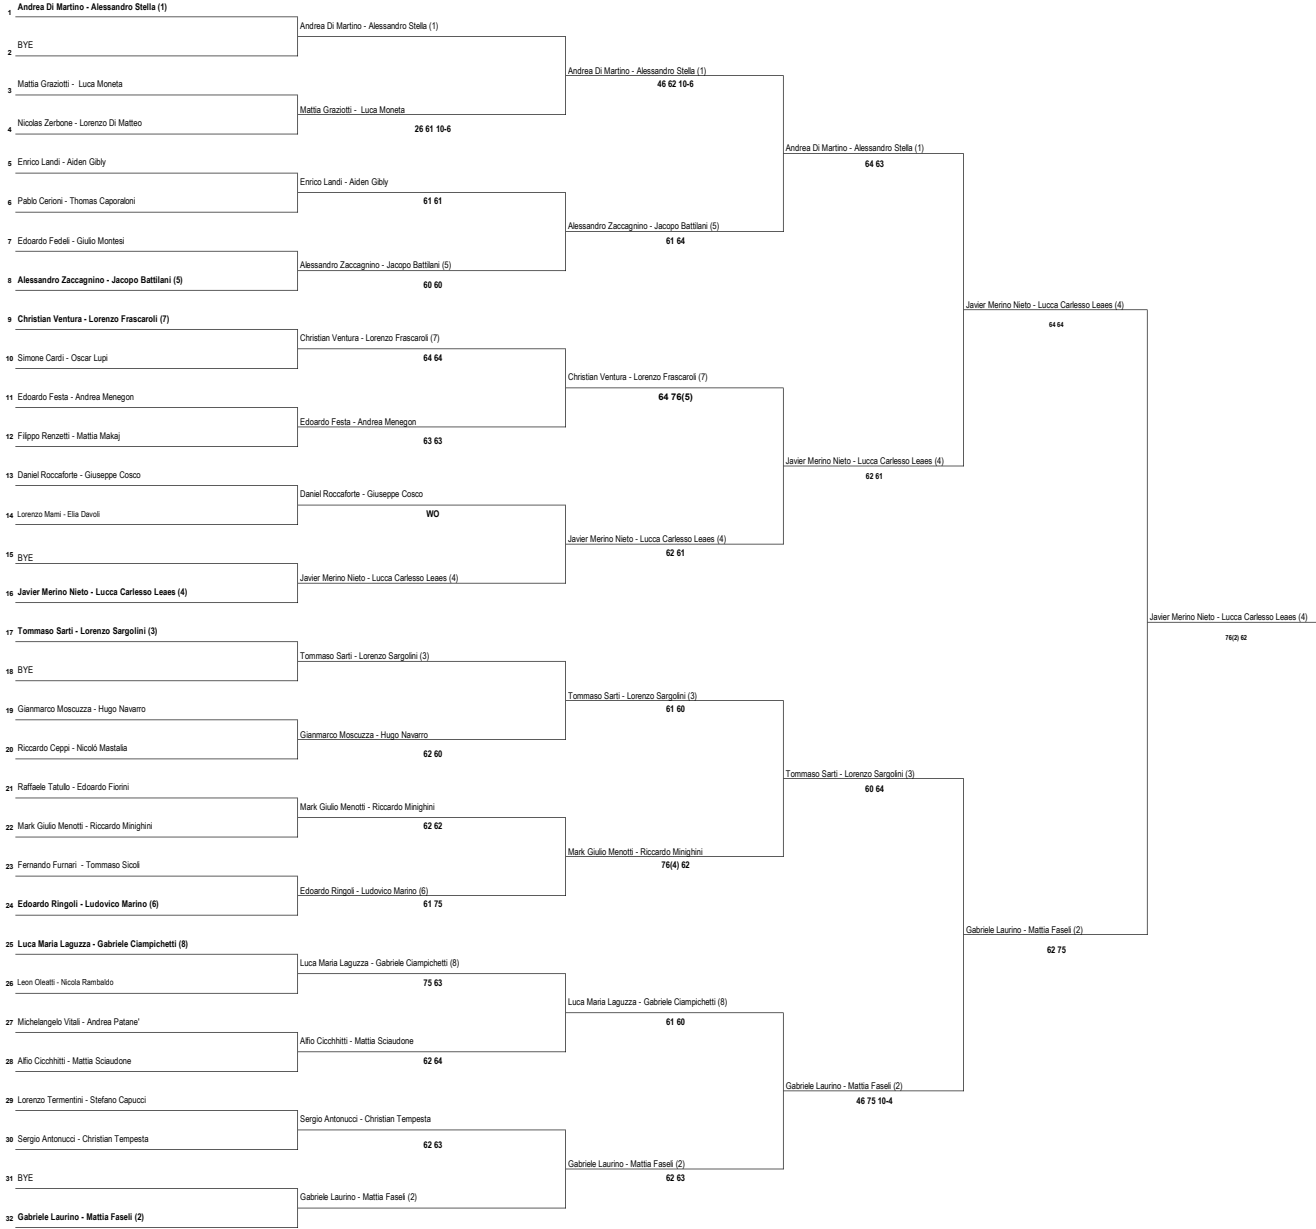 1 Andrea Di Martino - Alessandro Stella (1)
Andrea Di Martino - Alessandro Stella (1)
2 BYE
Andrea Di Martino - Alessandro Stella (1)
46 62 10-6
3 Mattia Graziotti - Luca Moneta
Mattia Graziotti - Luca Moneta
26 61 10-6
4 Nicolas Zerbone - Lorenzo Di Matteo
Andrea Di Martino - Alessandro Stella (1)
64 63
5 Enrico Landi - Aiden Gibly
Enrico Landi - Aiden Gibly
61 61
6 Pablo Cerioni - Thomas Caporaloni
Alessandro Zaccagnino - Jacopo Battilani (5)
61 64
7 Edoardo Fedeli - Giulio Montesi
Alessandro Zaccagnino - Jacopo Battilani (5)
60 60
8 Alessandro Zaccagnino - Jacopo Battilani (5)
Javier Merino Nieto - Lucca Carlesso Leaes (4)
64 64
9 Christian Ventura - Lorenzo Frascaroli (7)
Christian Ventura - Lorenzo Frascaroli (7)
64 64
10 Simone Cardi - Oscar Lupi
Christian Ventura - Lorenzo Frascaroli (7)
64 76(5)
11 Edoardo Festa - Andrea Menegon
Edoardo Festa - Andrea Menegon
63 63
12 Filippo Renzetti - Mattia Makaj
Javier Merino Nieto - Lucca Carlesso Leaes (4)
62 61
13 Daniel Roccaforte - Giuseppe Cosco
Daniel Roccaforte - Giuseppe Cosco
WO
14 Lorenzo Mami - Elia Davoli
Javier Merino Nieto - Lucca Carlesso Leaes (4)
62 61
15 BYE
Javier Merino Nieto - Lucca Carlesso Leaes (4)
16 Javier Merino Nieto - Lucca Carlesso Leaes (4)
Javier Merino Nieto - Lucca Carlesso Leaes (4)
76(2) 62
17 Tommaso Sarti - Lorenzo Sargolini (3)
Tommaso Sarti - Lorenzo Sargolini (3)
18 BYE
Tommaso Sarti - Lorenzo Sargolini (3)
61 60
19 Gianmarco Moscuzza - Hugo Navarro
Gianmarco Moscuzza - Hugo Navarro
62 60
20 Riccardo Ceppi - Nicoló Mastalia
Tommaso Sarti - Lorenzo Sargolini (3)
60 64
21 Raffaele Tatullo - Edoardo Fiorini
Mark Giulio Menotti - Riccardo Minighini
62 62
22 Mark Giulio Menotti - Riccardo Minighini
Mark Giulio Menotti - Riccardo Minighini
76(4) 62
23 Fernando Furnari - Tommaso Sicoli
Edoardo Ringoli - Ludovico Marino (6)
61 75
24 Edoardo Ringoli - Ludovico Marino (6)
Gabriele Laurino - Mattia Faseli (2)
62 75
25 Luca Maria Laguzza - Gabriele Ciampichetti (8)
Luca Maria Laguzza - Gabriele Ciampichetti (8)
75 63
26 Leon Oleatti - Nicola Rambaldo
Luca Maria Laguzza - Gabriele Ciampichetti (8)
61 60
27 Michelangelo Vitali - Andrea Patane'
Alfio Cicchhitti - Mattia Sciaudone
62 64
28 Alfio Cicchhitti - Mattia Sciaudone
Gabriele Laurino - Mattia Faseli (2)
46 75 10-4
29 Lorenzo Termentini - Stefano Capucci
Sergio Antonucci - Christian Tempesta
62 63
30 Sergio Antonucci - Christian Tempesta
Gabriele Laurino - Mattia Faseli (2)
62 63
31 BYE
Gabriele Laurino - Mattia Faseli (2)
32 Gabriele Laurino - Mattia Faseli (2)